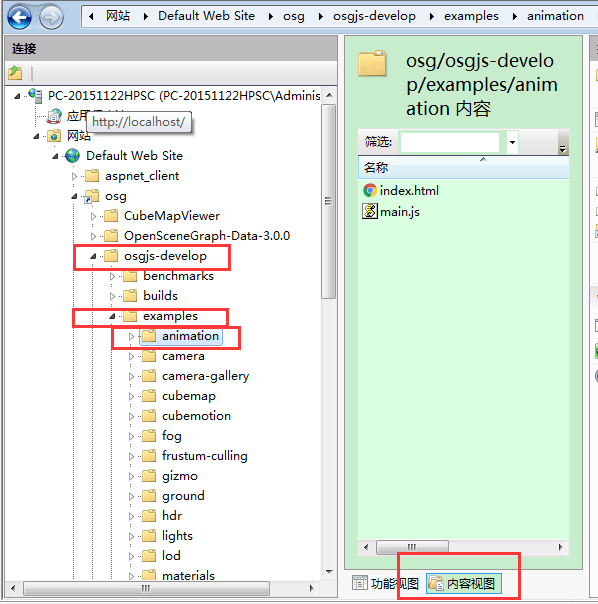 网站 Default Web Site osg osgjs-develop examples animation
连接
PC-20151122HPSC (PC-20151122HPSC\Adminis
应用
http://localhost/
网站
Default Web Site
aspnet_client
osg
CubeMapViewer
OpenSceneGraph-Data-3.0.0
osgjs-develop
benchmarks
builds
examples
animation
camera
camera-gallery
cubemap
cubemotion
fog
frustum-culling
gizmo
ground
hdr
lights
lod
materials
osg/osgjs-develo
p/examples/anim
ation 内容
筛选:
名称
index.html
main.js
功能视图 内容视图